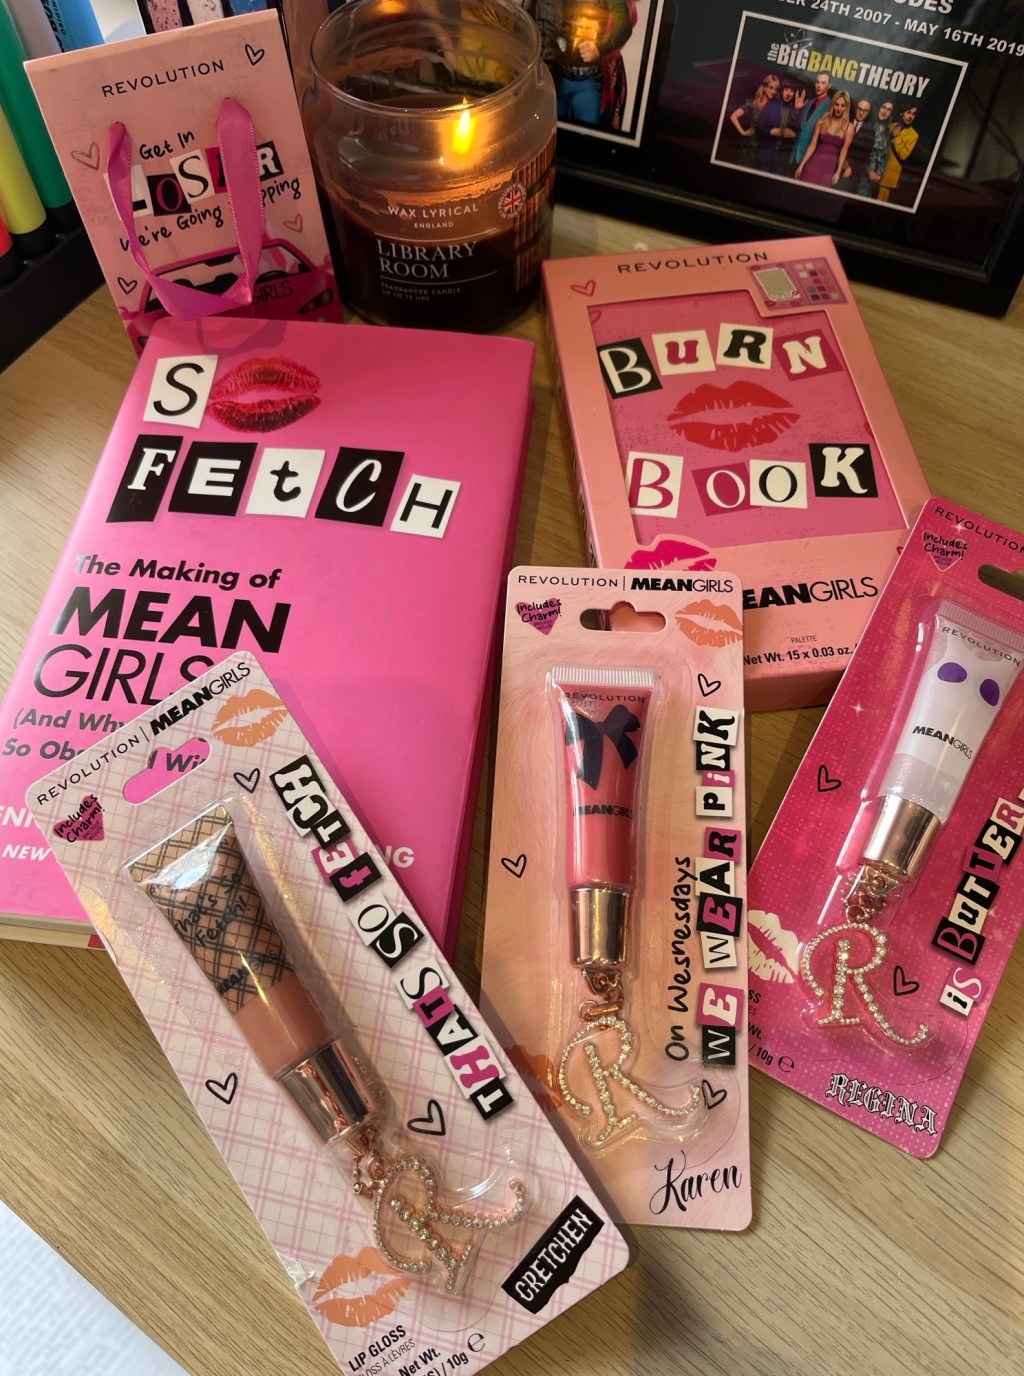 REVOLUTION
Get In
LOSER
We're Going
GIRLS
WAX LYRICAL
ENGLAND
LIBRARY
ROOM
FRAGRANCED CANDLE
UP TO 75 HRS
24TH 2007 - MAY 16TH 2019
the
BiG BANG THEORY
S
FETCH
The Making of
MEAN
GIRLS
(And Why
So
NEW
REVOLUTION
BURN
BOOK
MEANGIRLS
PALETTE
Net Wt. 15 x 0.03 oz.
REVOLUTION | MEANGIRLS
Includes
Charm!
That's So
Fetch!
THATS SO FETCH
GRETCHEN
LIP GLOSS
GLOSS À LÈVRES
Net Wt.
/ 10g e
REVOLUTION | MEANGIRLS
Includes
Charm!
REVOLUTION
MEANGIRLS
On Wesnesdays
WE WEAR PiNK
Karen
REVOLUTION
Includes
Charm!
REVOLUTION
MEANGIRLS
iS BuTTER
/ 10g e
REGINA